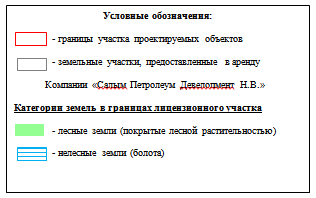 Условные обозначения:
- границы участка проектируемых объектов
- земельные участки, предоставленные в аренду
Компании «Салым Петролеум Девелопмент Н.В.»
Категории земель в границах лицензионного участка
- лесные земли (покрытые лесной растительностью)
- нелесные земли (болота)